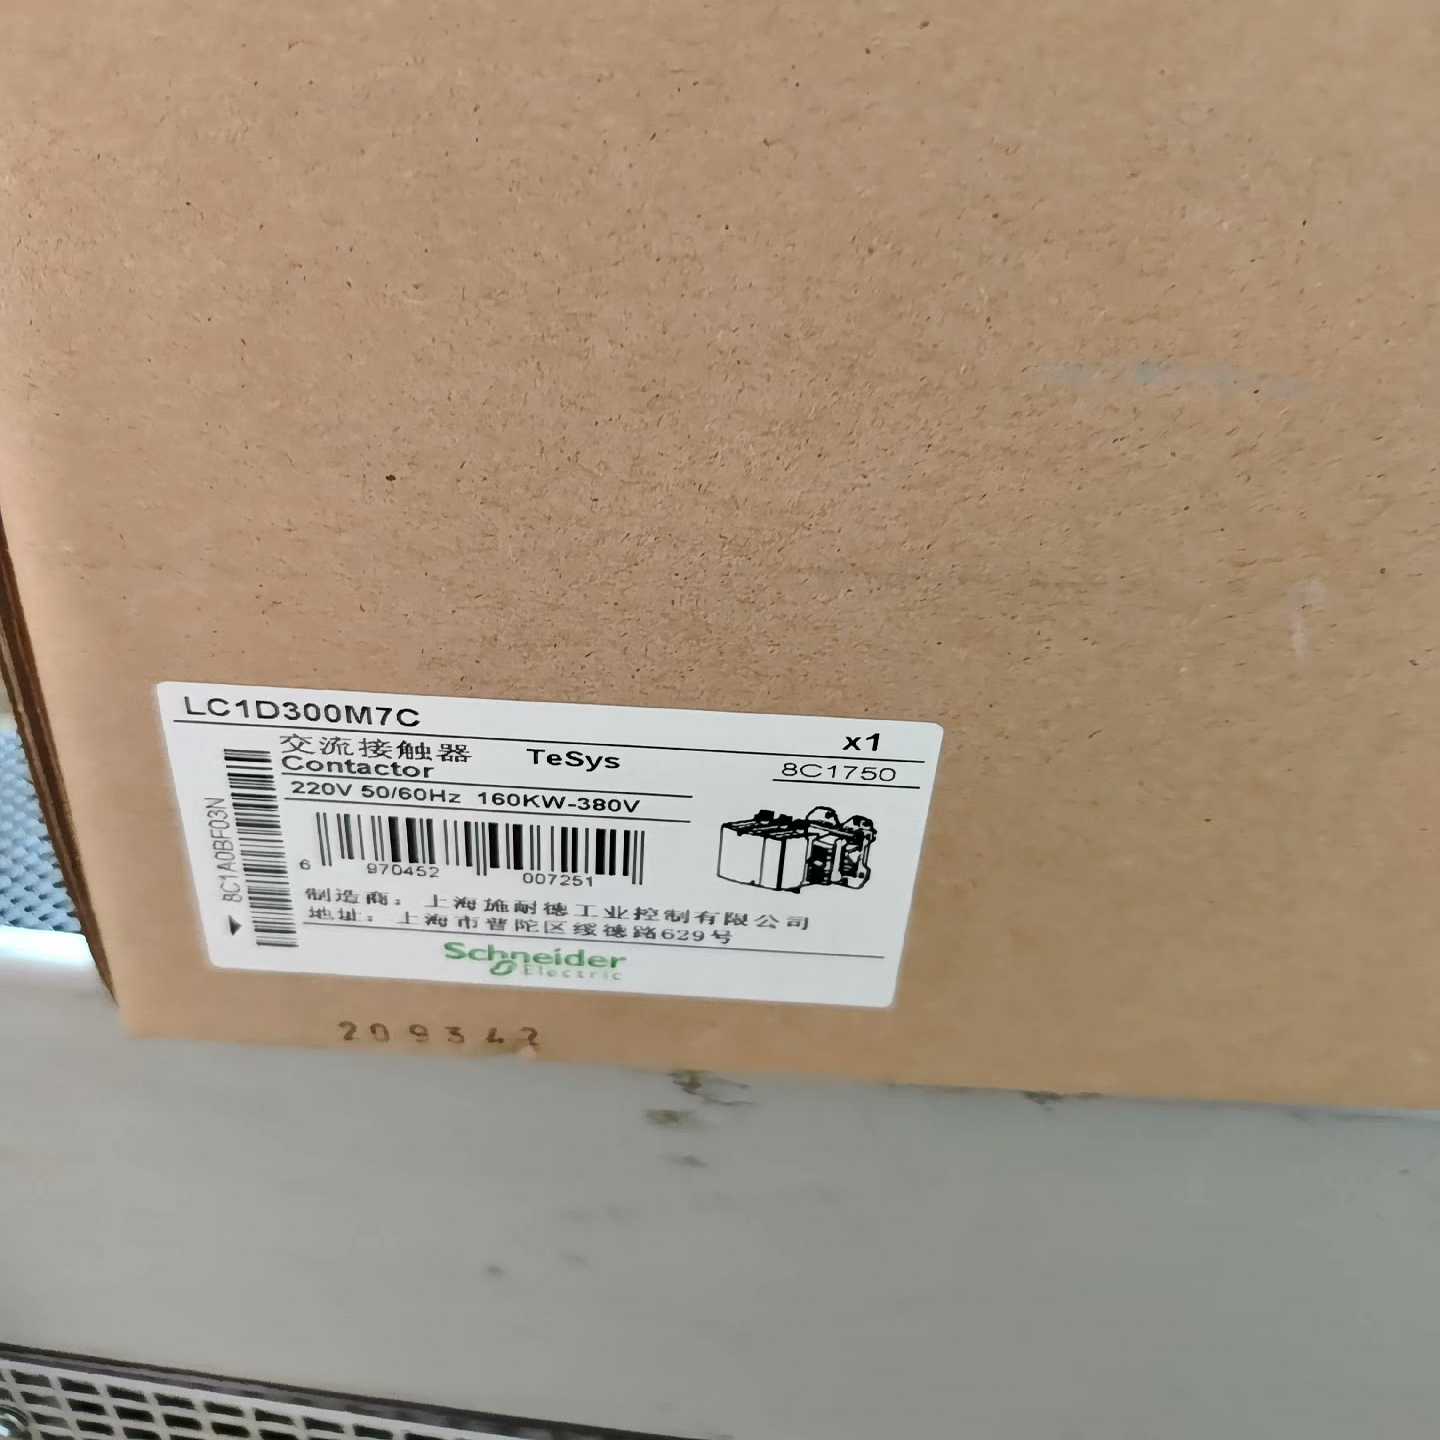 LC1D300M7C
x1
交流接触器 TeSys
Contactor
8C1750
220V 50/60Hz 160KW-380V
8C1A0BF03N
6 970452 007251
制造商：上海施耐德工业控制有限公司
地址：上海市普陀区绥德路629号
Schneider
Electric
209342